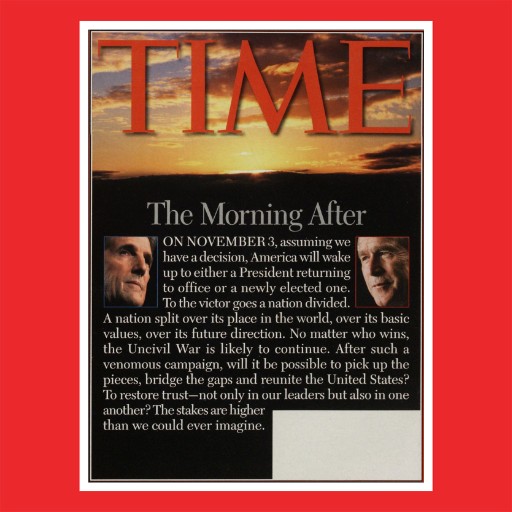 TIME
The Morning After
ON NOVEMBER 3, assuming we
have a decision, America will wake
up to either a President returning
to office or a newly elected one.
To the victor goes a nation divided.
A nation split over its place in the world, over its basic
values, over its future direction. No matter who wins,
the Uncivil War is likely to continue. After such a
venomous campaign, will it be possible to pick up the
pieces, bridge the gaps and reunite the United States?
To restore trust—not only in our leaders but also in one
another? The stakes are higher
than we could ever imagine.